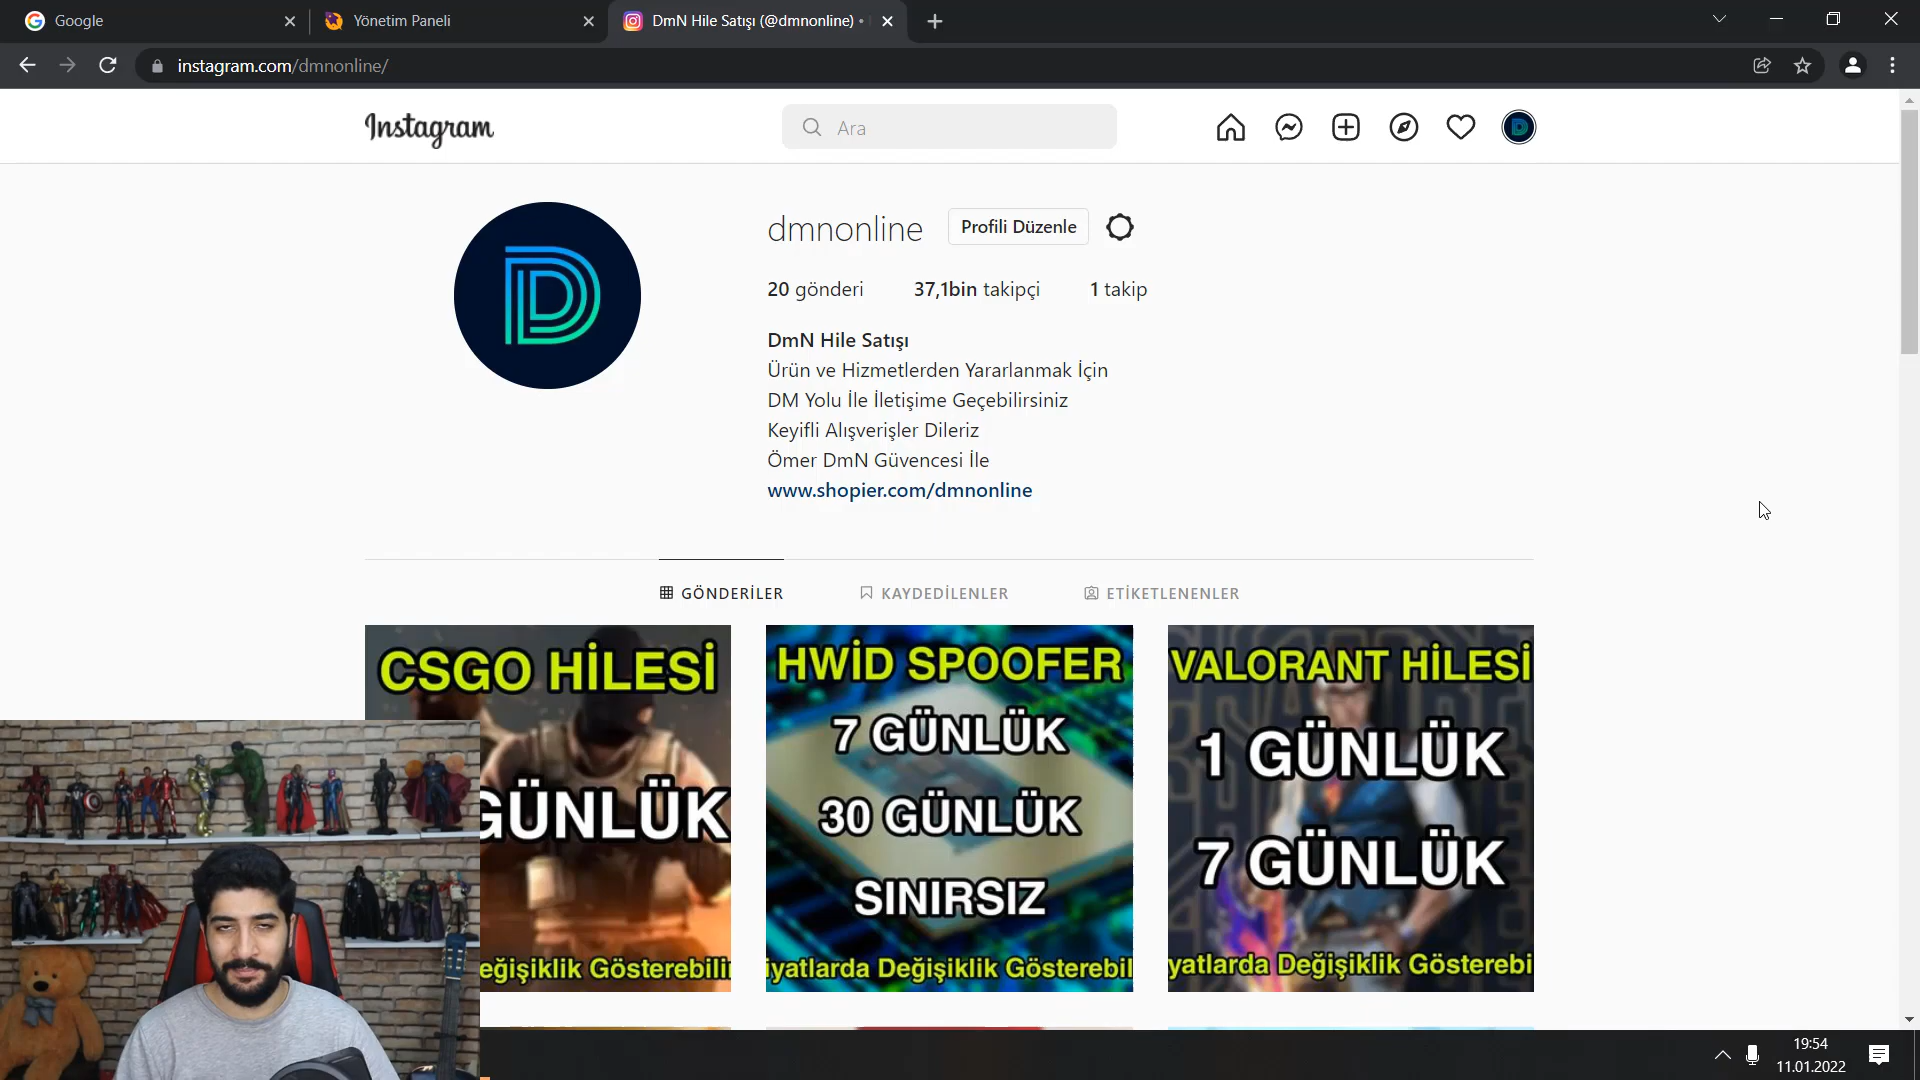 Google
Yönetim Paneli
DmN Hile Satışı (@dmnonline) •
instagram.com/dmnonline/
Instagram
Ara
dmnonline
Profili Düzenle
20 gönderi
37,1bin takipçi
1 takip
DmN Hile Satışı
Ürün ve Hizmetlerden Yararlanmak İçin
DM Yolu İle İletişime Geçebilirsiniz
Keyifli Alışverişler Dileriz
Ömer DmN Güvencesi İle
www.shopier.com/dmnonline
GÖNDERİLER
KAYDEDİLENLER
ETİKETLENENLER
CSGO HİLESİ
GÜNLÜK
eğişiklik Gösterebili
HWİD SPOOFER
7 GÜNLÜK
30 GÜNLÜK
SINIRSIZ
iyatlarda Değişiklik Gösterebil
VALORANT HİLESİ
1 GÜNLÜK
7 GÜNLÜK
yatlarda Değişiklik Gösterebi
19:54
11.01.2022